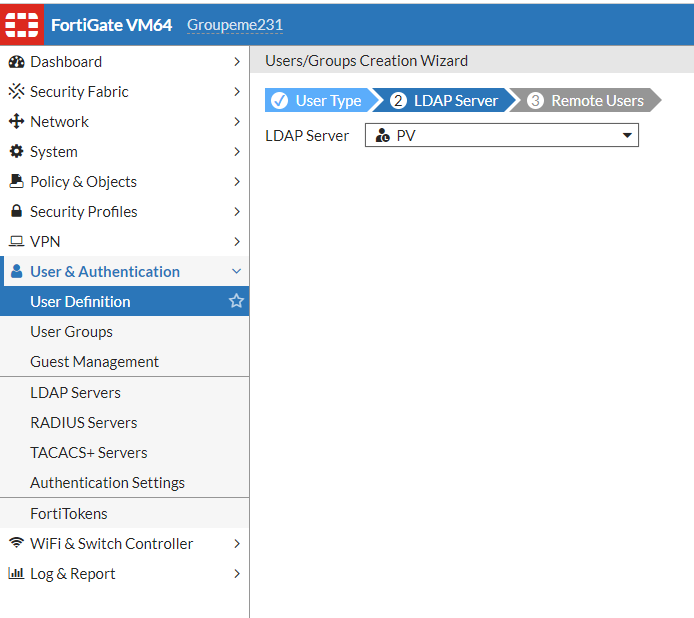 FortiGate VM64 Groupeme231
Dashboard
Security Fabric
Network
System
Policy & Objects
Security Profiles
VPN
User & Authentication
User Definition
User Groups
Guest Management
LDAP Servers
RADIUS Servers
TACACS+ Servers
Authentication Settings
FortiTokens
WiFi & Switch Controller
Log & Report
Users/Groups Creation Wizard
User Type 2 LDAP Server 3 Remote Users
LDAP Server PV